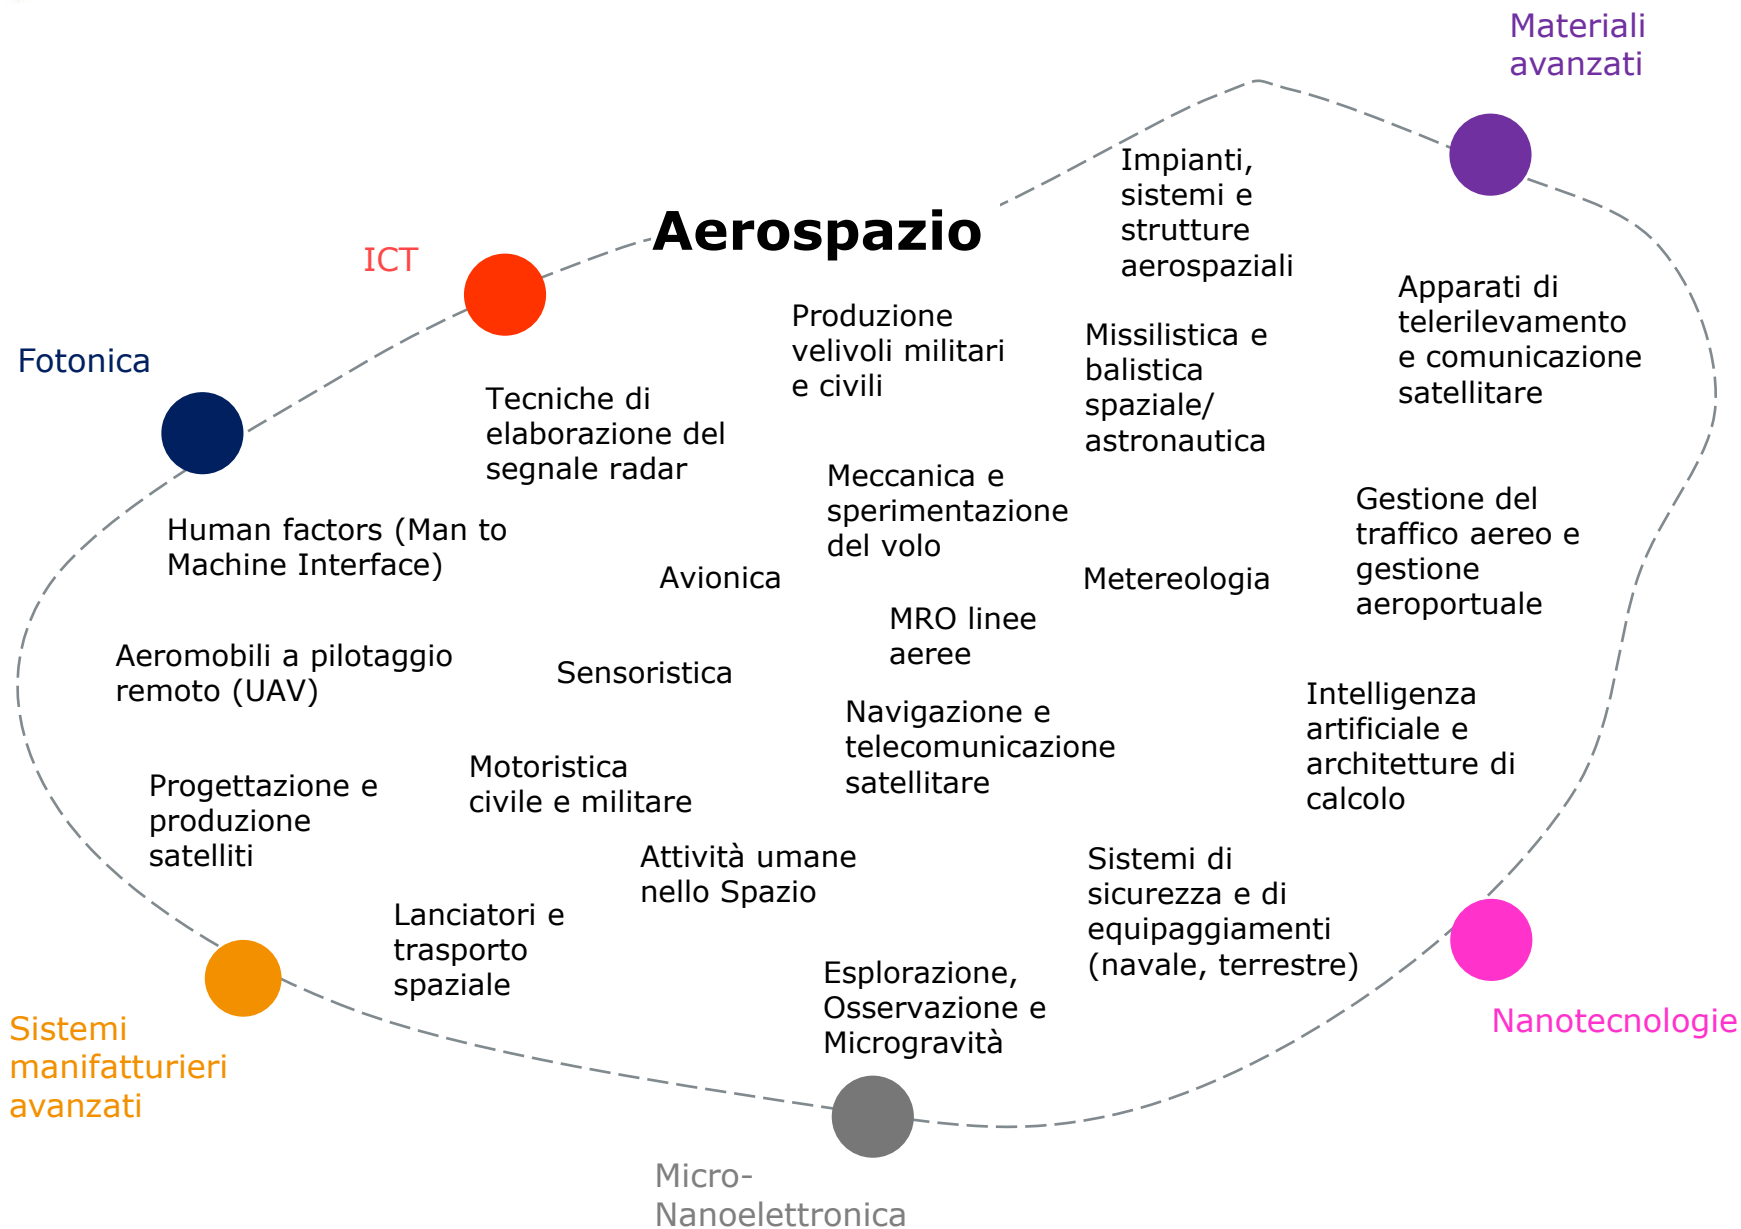 Materiali
avanzati
Impianti,
sistemi e
strutture
aerospaziali
Aerospazio
ICT
Apparati di
telerilevamento
e comunicazione
satellitare
Produzione
velivoli militari
e civili
Missilistica e
balistica
spaziale/
astronautica
Fotonica
Tecniche di
elaborazione del
segnale radar
Meccanica e
sperimentazione
del volo
Gestione del
traffico aereo e
gestione
aeroportuale
Human factors (Man to
Machine Interface)
Avionica
Metereologia
MRO linee
aeree
Aeromobili a pilotaggio
remoto (UAV)
Sensoristica
Intelligenza
artificiale e
architetture di
calcolo
Navigazione e
telecomunicazione
satellitare
Motoristica
civile e militare
Progettazione e
produzione
satelliti
Attività umane
nello Spazio
Sistemi di
sicurezza e di
equipaggiamenti
(navale, terrestre)
Lanciatori e
trasporto
spaziale
Esplorazione,
Osservazione e
Microgravità
Nanotecnologie
Sistemi
manifatturieri
avanzati
Micro-
Nanoelettronica